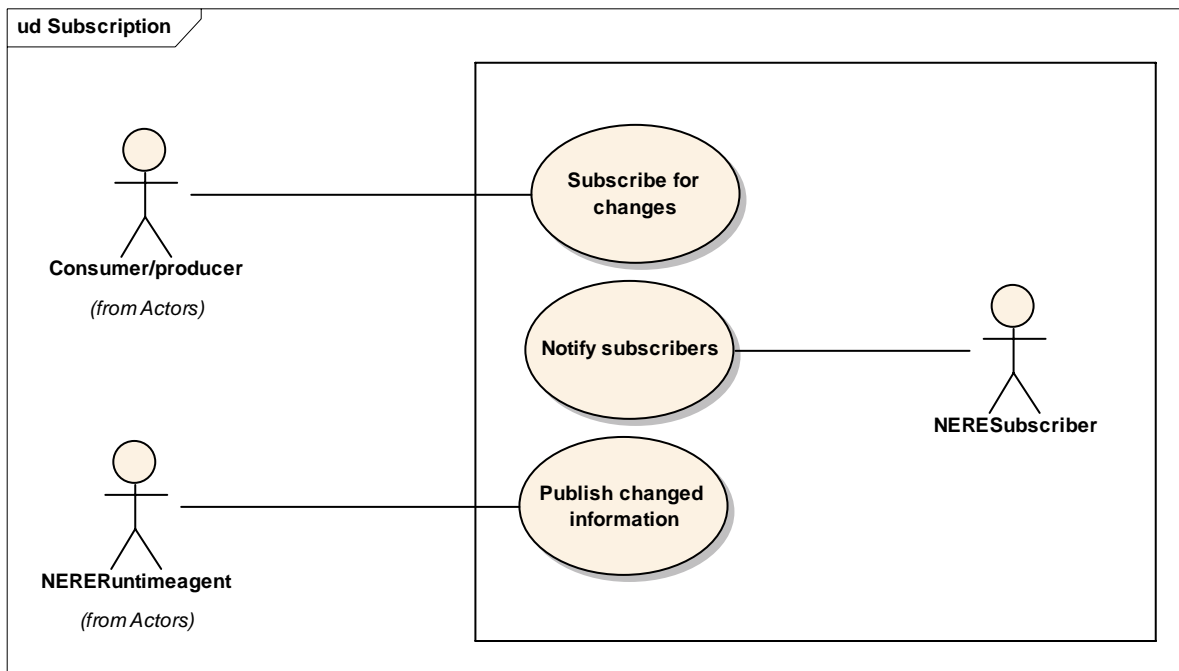 ud Subscription
Subscribe for
changes
Consumer/producer
(from Actors)
Notify subscribers
NERESubscriber
Publish changed
information
NERERuntimeagent
(from Actors)